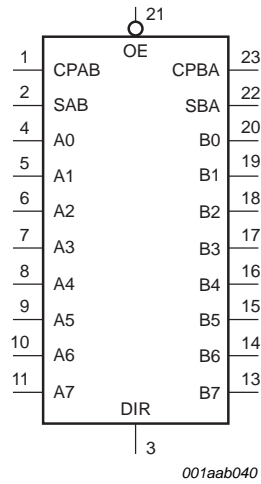 21
OE
1 CPAB CPBA 23
2 SAB SBA 22
4 A0 B0 20
5 A1 B1 19
6 A2 B2 18
7 A3 B3 17
8 A4 B4 16
9 A5 B5 15
10 A6 B6 14
11 A7 B7 13
DIR
3
001aab040